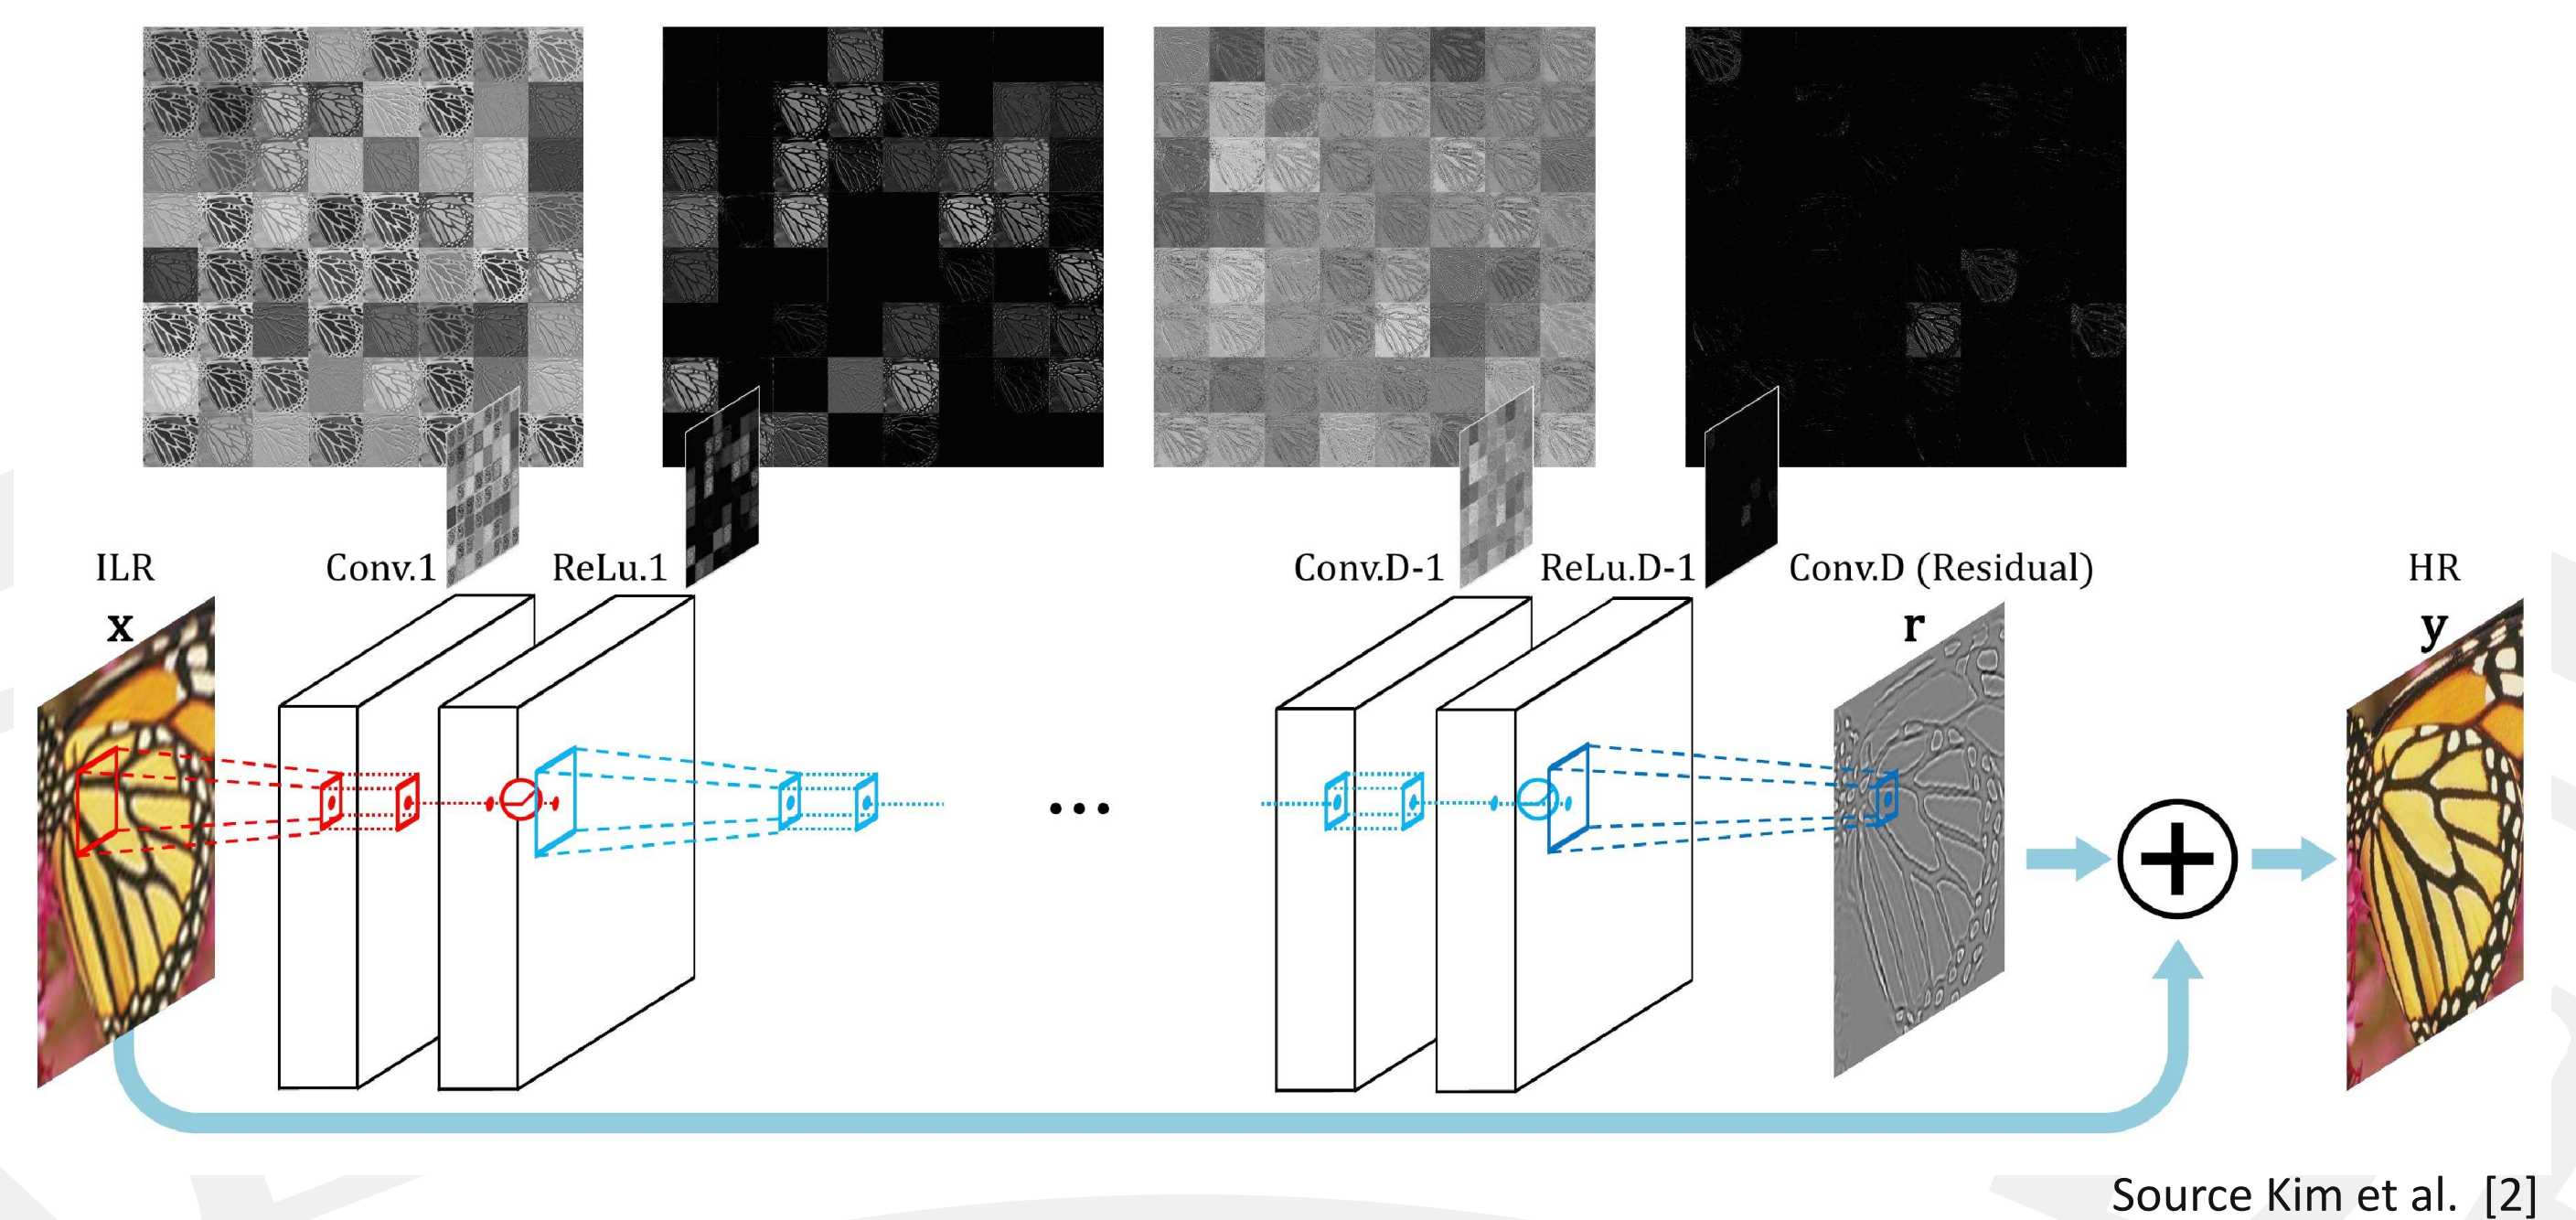 ILR
x
Conv.1
ReLu.1
...
Conv.D-1
ReLu.D-1
Conv.D (Residual)
r
HR
y
Source Kim et al. [2]